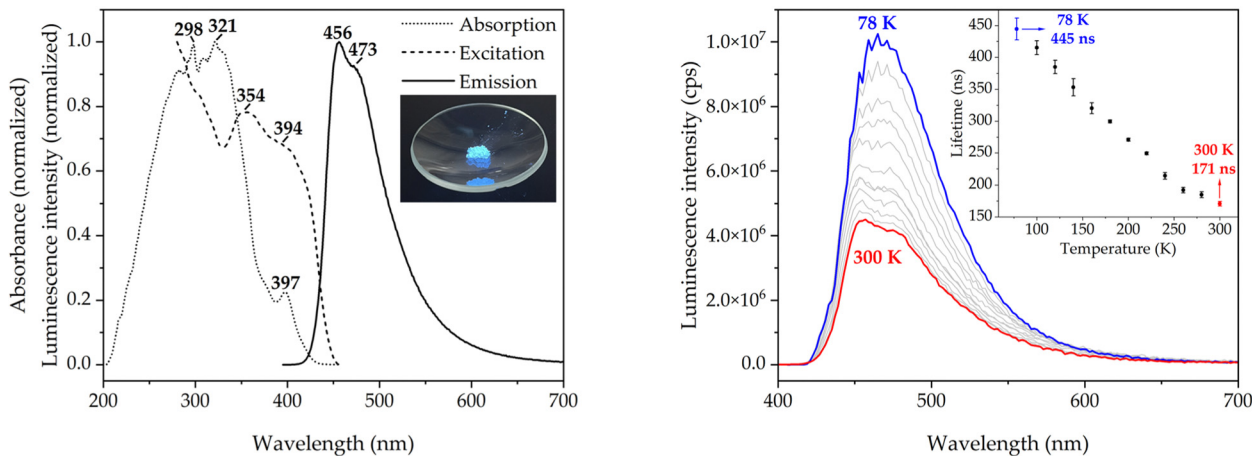 Absorbance (normalized)
Luminescence intensity (normalized)
1.0
0.8
0.6
0.4
0.2
0.0
298
321
354
394
397
456
473
Absorption
Excitation
Emission
200
300
400
500
600
700
Wavelength (nm)
Luminescence intensity (cps)
1.0×10⁷
8.0×10⁶
6.0×10⁶
4.0×10⁶
2.0×10⁶
0.0
78 K
300 K
400
500
600
700
Wavelength (nm)
Lifetime (ns)
450
400
350
300
250
200
150
78 K
445 ns
300 K
171 ns
100
125
150
175
200
225
250
275
300
Temperature (K)